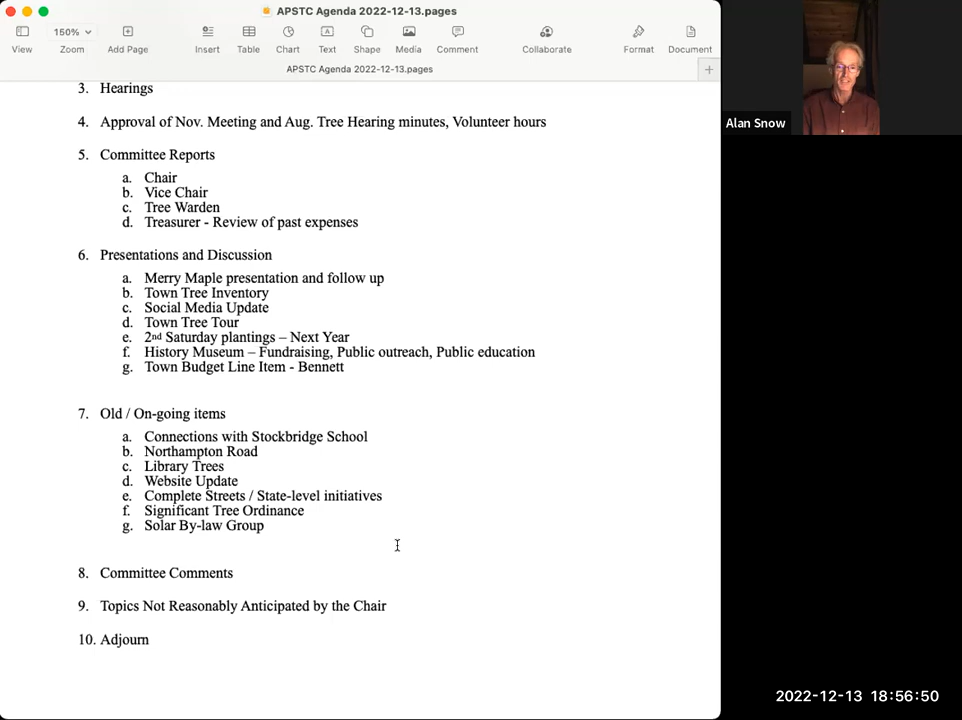 APSTC Agenda 2022-12-13.pages
150%
View
Zoom
Add Page
Insert
Table
Chart
Text
Shape
Media
Comment
Collaborate
Format
Document
APSTC Agenda 2022-12-13.pages
3. Hearings
4. Approval of Nov. Meeting and Aug. Tree Hearing minutes, Volunteer hours
5. Committee Reports
a. Chair
b. Vice Chair
c. Tree Warden
d. Treasurer - Review of past expenses
6. Presentations and Discussion
a. Merry Maple presentation and follow up
b. Town Tree Inventory
c. Social Media Update
d. Town Tree Tour
e. 2nd Saturday plantings – Next Year
f. History Museum – Fundraising, Public outreach, Public education
g. Town Budget Line Item - Bennett
7. Old / On-going items
a. Connections with Stockbridge School
b. Northampton Road
c. Library Trees
d. Website Update
e. Complete Streets / State-level initiatives
f. Significant Tree Ordinance
g. Solar By-law Group
8. Committee Comments
9. Topics Not Reasonably Anticipated by the Chair
10. Adjourn
Alan Snow
2022-12-13 18:56:50